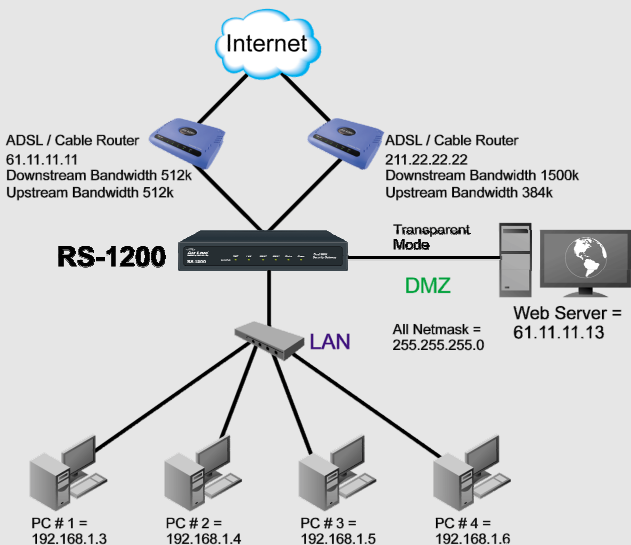 Internet
ADSL / Cable Router
61.11.11.11
Downstream Bandwidth 512k
Upstream Bandwidth 512k
ADSL / Cable Router
211.22.22.22
Downstream Bandwidth 1500k
Upstream Bandwidth 384k
RS-1200
AirLive
RS-1200
Transparent
Mode
DMZ
Web Server =
61.11.11.13
All Netmask =
255.255.255.0
LAN
PC # 1 =
192.168.1.3
PC # 2 =
192.168.1.4
PC # 3 =
192.168.1.5
PC # 4 =
192.168.1.6